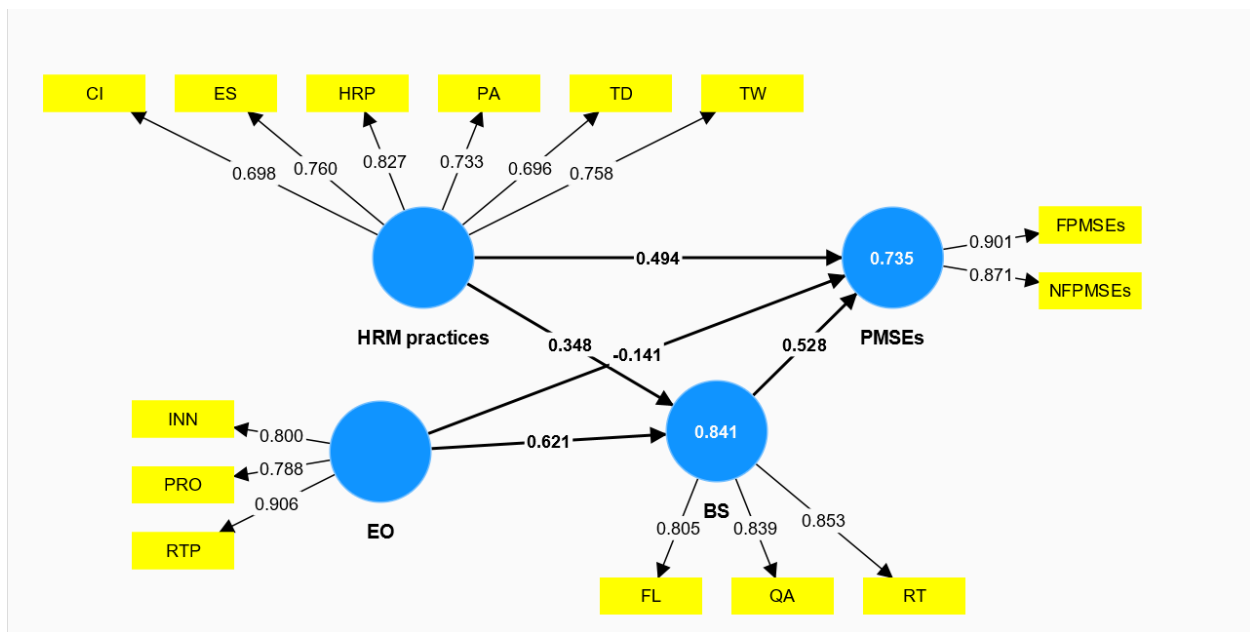 CI
ES
HRP
PA
TD
TW
0.698
0.760
0.827
0.733
0.696
0.758
FPMSEs
NFPMSEs
0.901
0.871
0.494
0.735
HRM practices
PMSEs
0.348
-0.141
0.528
INN
PRO
RTP
0.800
0.788
0.906
0.621
0.841
EO
BS
0.805
0.839
0.853
FL
QA
RT